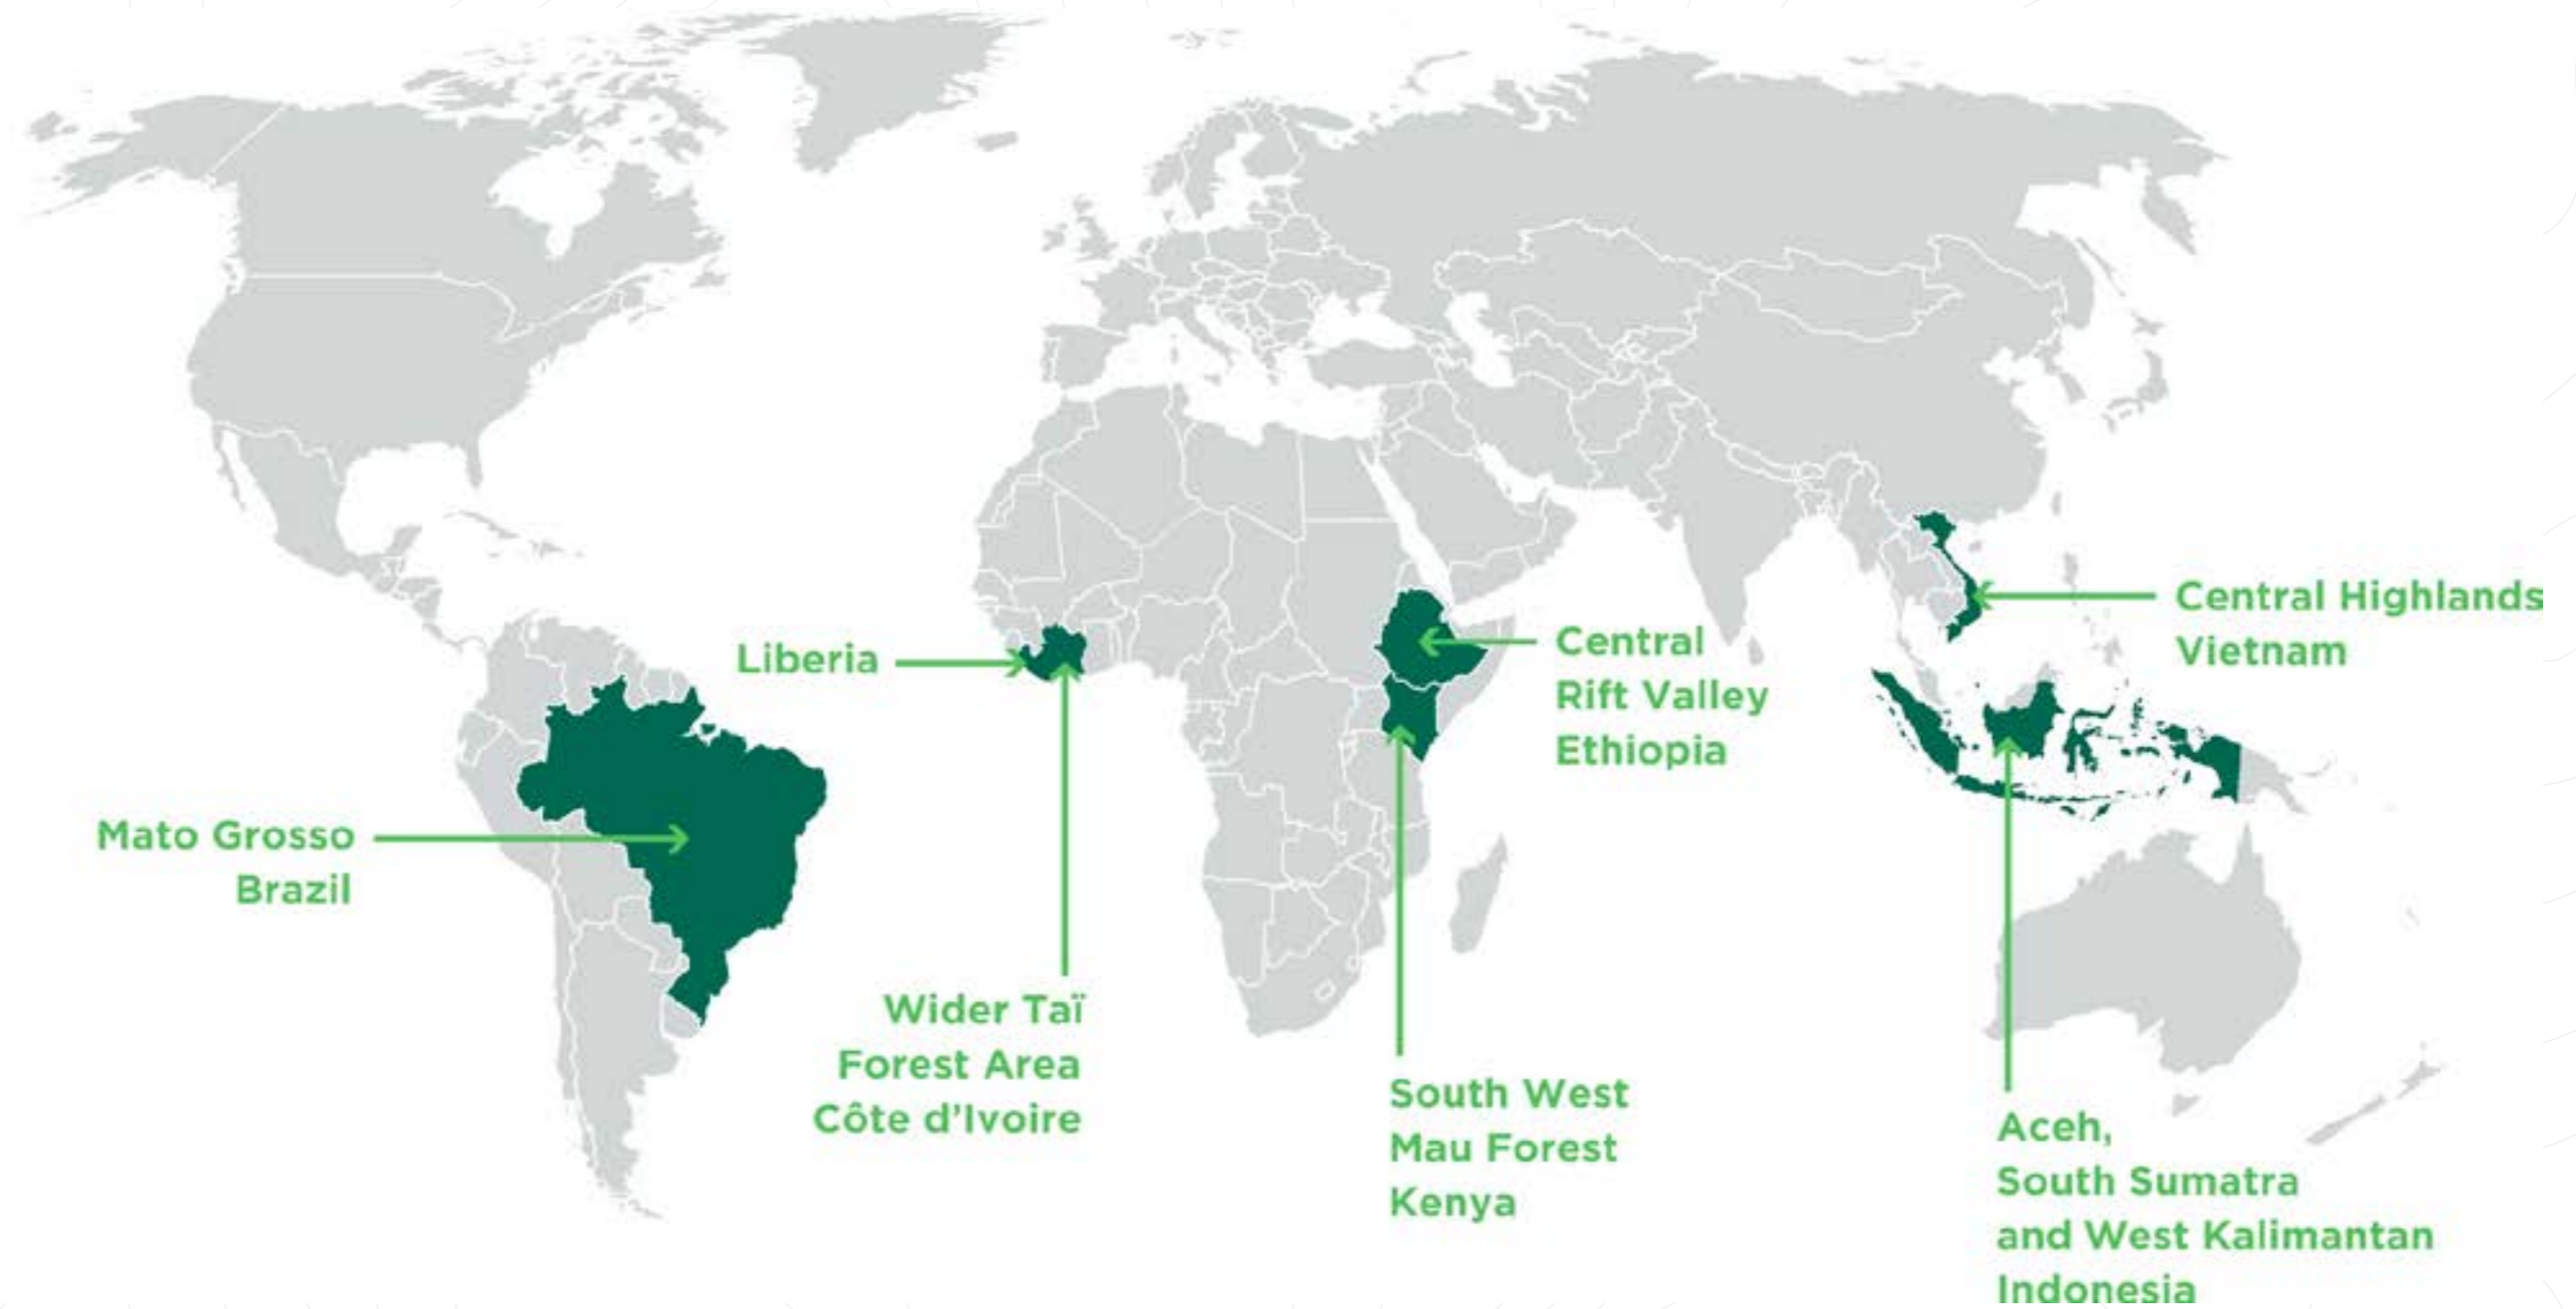 Mato Grosso
Brazil
Liberia
Wider Taï
Forest Area
Côte d'Ivoire
Central
Rift Valley
Ethiopia
South West
Mau Forest
Kenya
Central Highlands
Vietnam
Aceh,
South Sumatra
and West Kalimantan
Indonesia